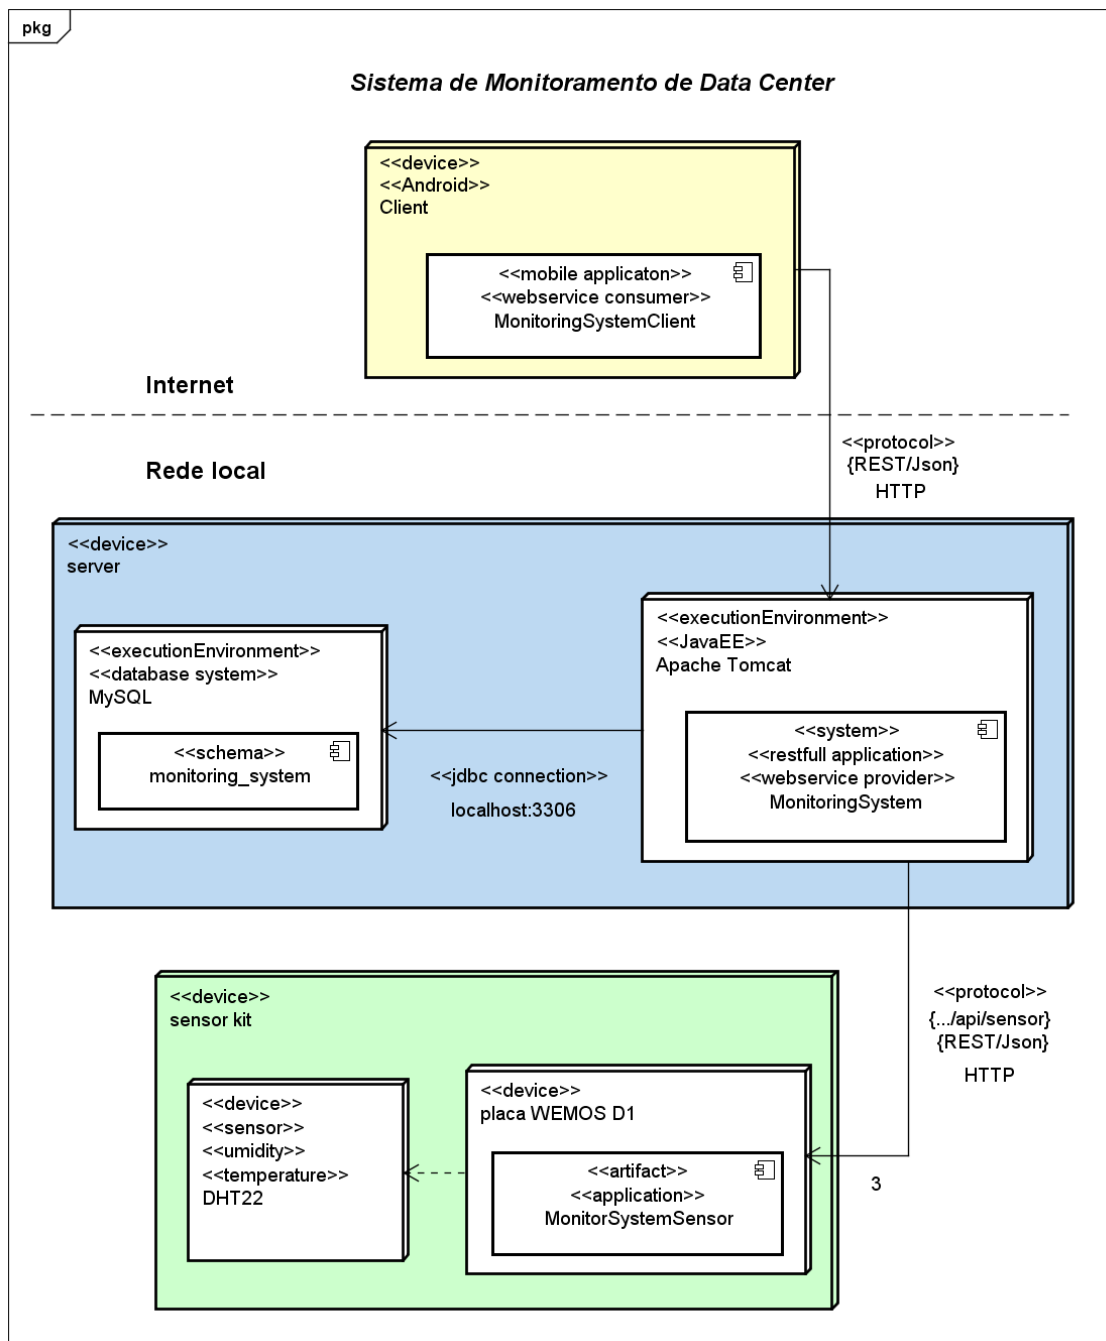 pkg
Sistema de Monitoramento de Data Center
<<device>>
<<Android>>
Client
<<mobile applicaton>>
<<webservice consumer>>
MonitoringSystemClient
Internet
Rede local
<<protocol>>
{REST/Json}
HTTP
<<device>>
server
<<executionEnvironment>>
<<database system>>
MySQL
<<schema>>
monitoring_system
<<jdbc connection>>
localhost:3306
<<executionEnvironment>>
<<JavaEE>>
Apache Tomcat
<<system>>
<<restfull application>>
<<webservice provider>>
MonitoringSystem
<<protocol>>
{.../api/sensor}
{REST/Json}
HTTP
3
<<device>>
sensor kit
<<device>>
<<sensor>>
<<umidity>>
<<temperature>>
DHT22
<<device>>
placa WEMOS D1
<<artifact>>
<<application>>
MonitorSystemSensor